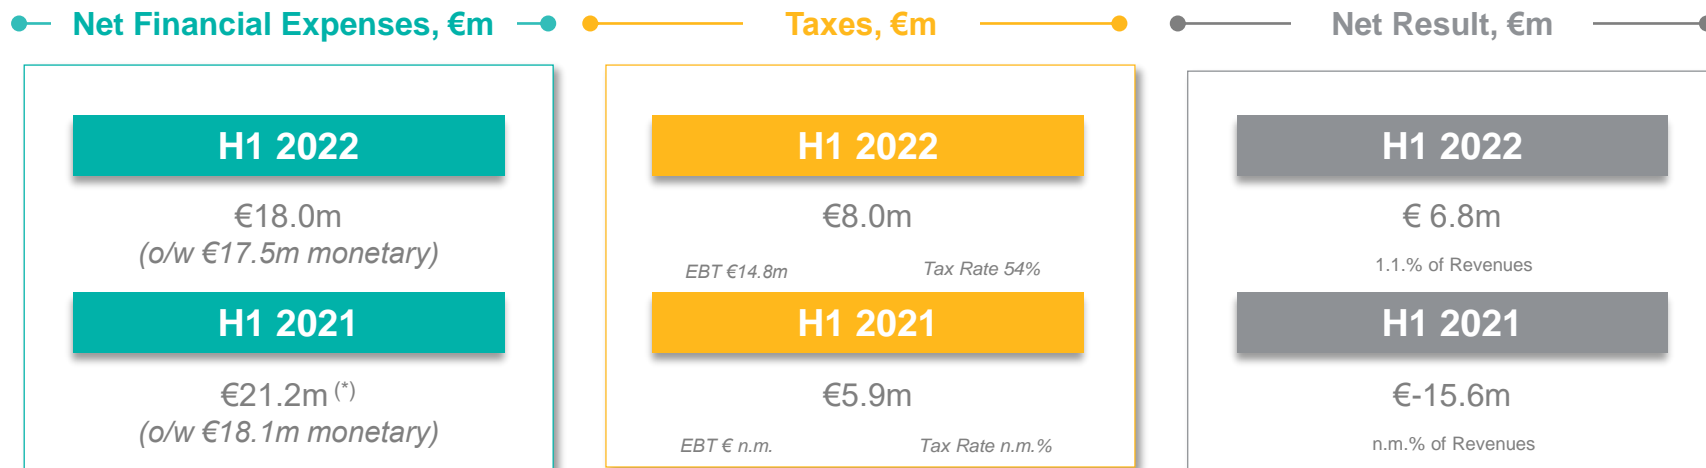 Net Financial Expenses, €m
H1 2022
€18.0m
(o/w €17.5m monetary)
H1 2021
€21.2m (*)
(o/w €18.1m monetary)
Taxes, €m
H1 2022
€8.0m
EBT €14.8m Tax Rate 54%
H1 2021
€5.9m
EBT € n.m. Tax Rate n.m.%
Net Result, €m
H1 2022
€ 6.8m
1.1.% of Revenues
H1 2021
€-15.6m
n.m.% of Revenues